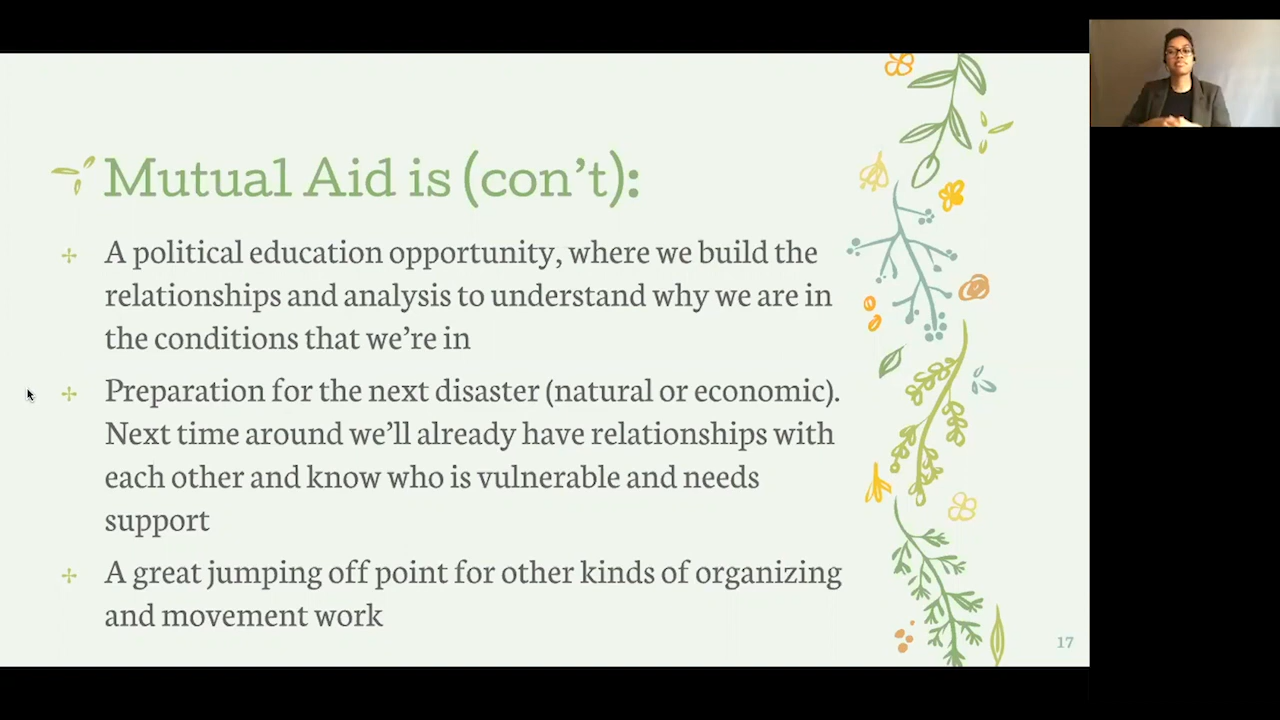 Mutual Aid is (con’t):
A political education opportunity, where we build the
relationships and analysis to understand why we are in
the conditions that we’re in
Preparation for the next disaster (natural or economic).
Next time around we’ll already have relationships with
each other and know who is vulnerable and needs
support
A great jumping off point for other kinds of organizing
and movement work
17